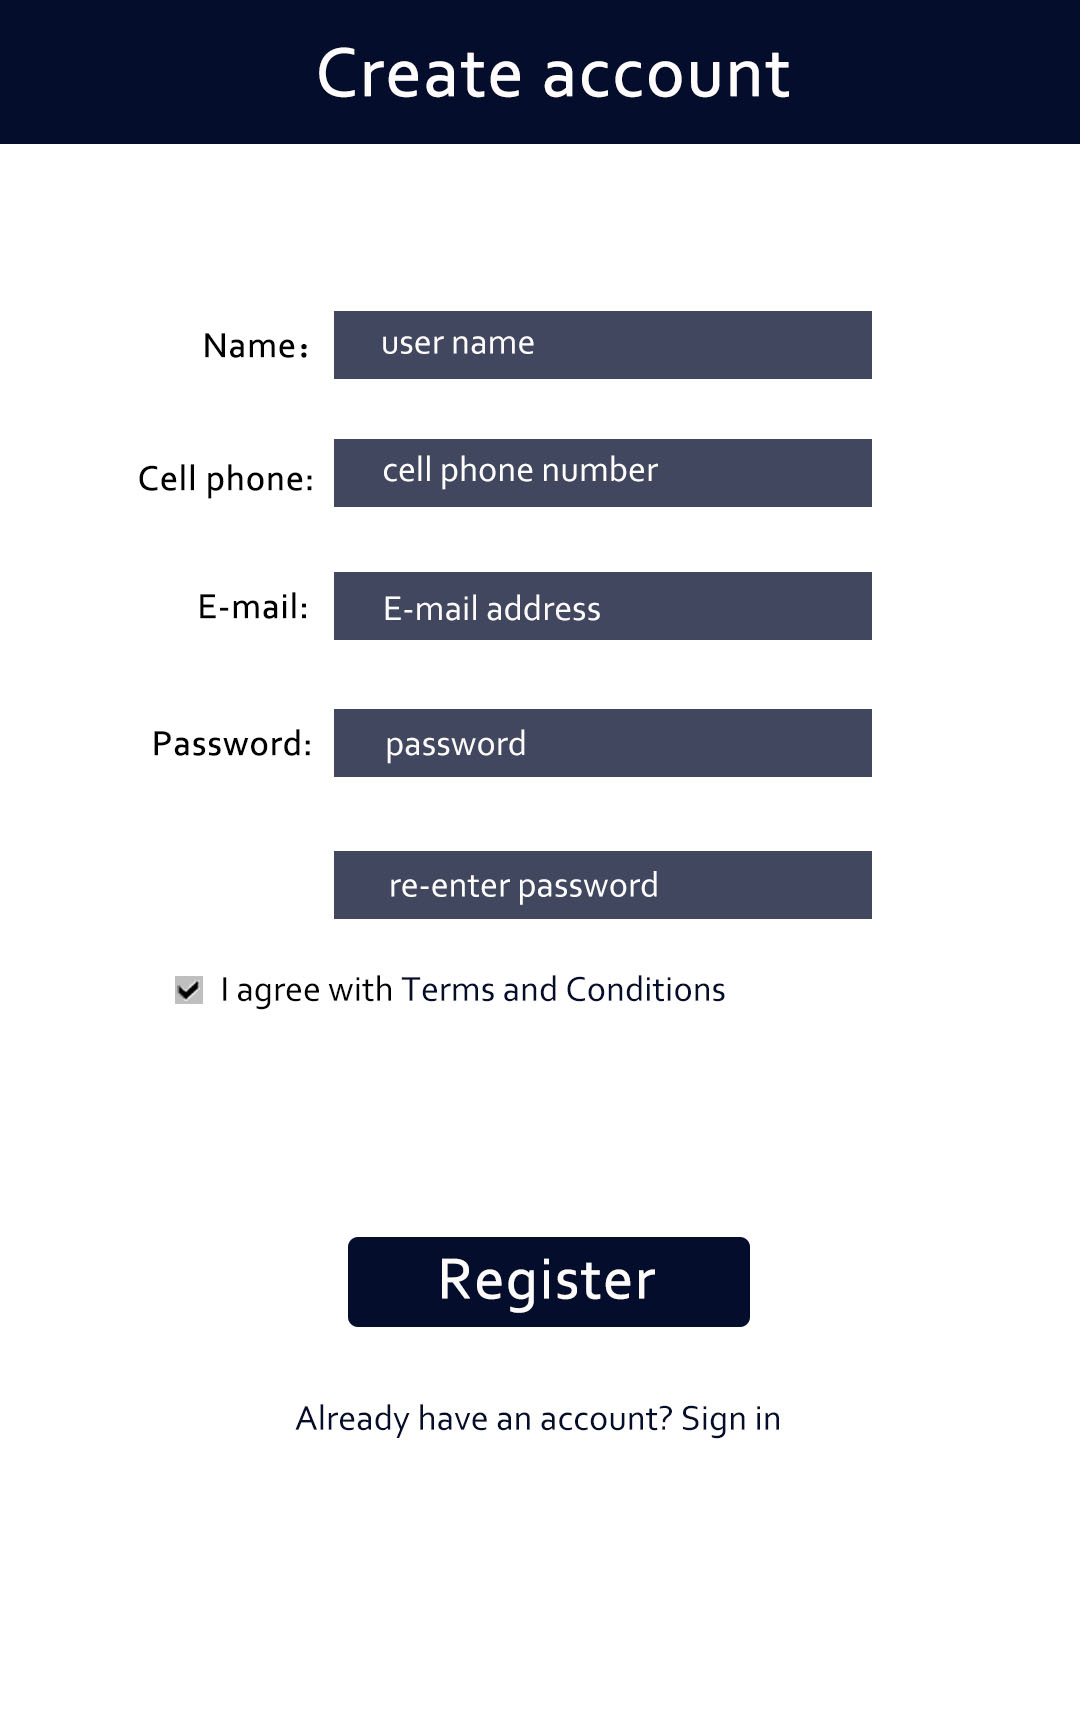 Create account
Name: user name
Cell phone: cell phone number
E-mail: E-mail address
Password: password
re-enter password
I agree with Terms and Conditions
Register
Already have an account? Sign in